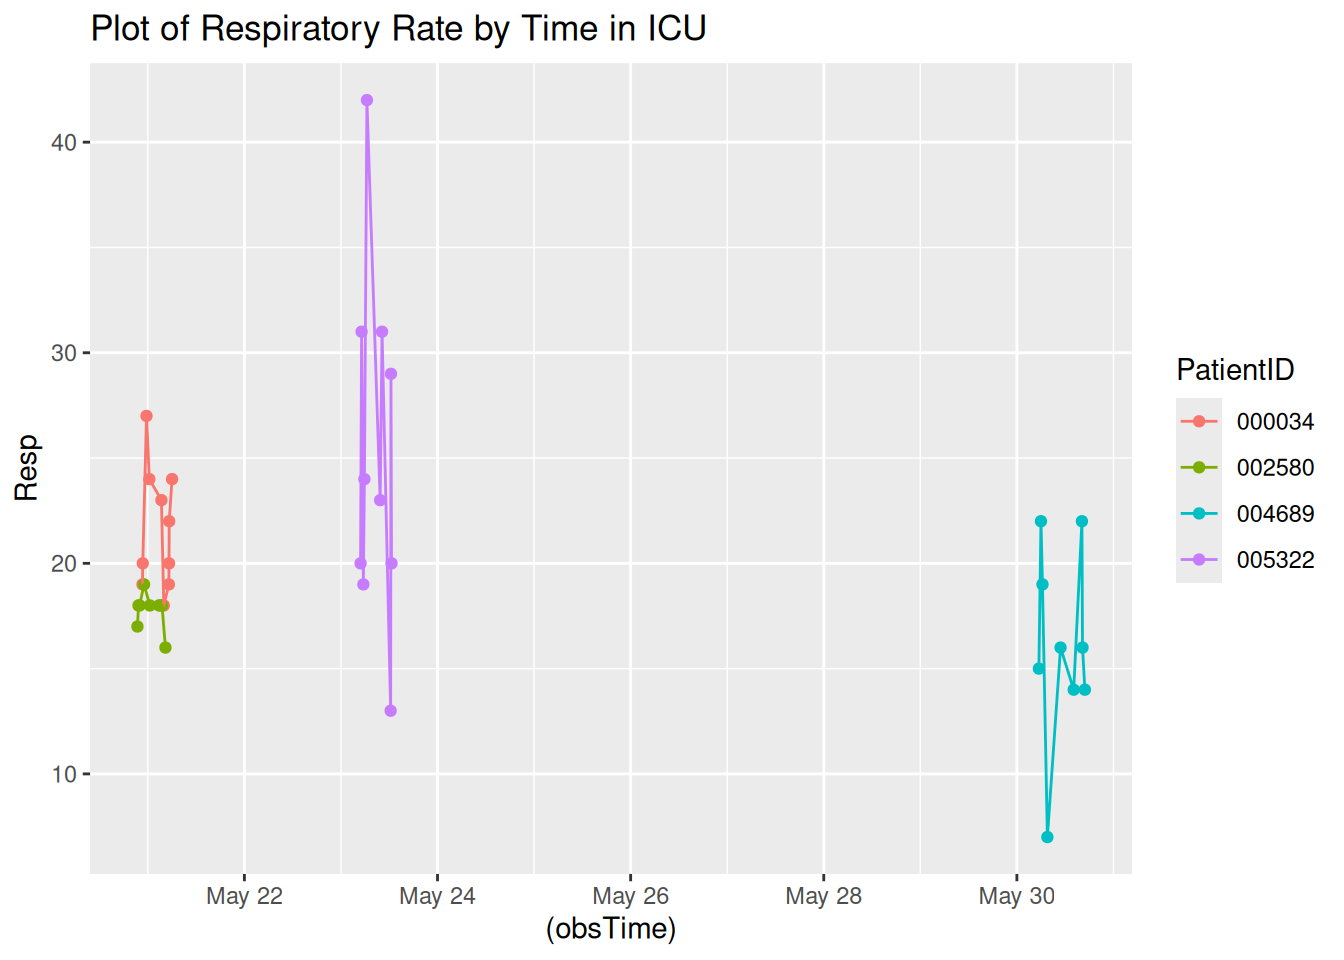 Plot of Respiratory Rate by Time in ICU
40
30
20
10
Resp
May 22
May 24
May 26
May 28
May 30
(obsTime)
PatientID
000034
002580
004689
005322